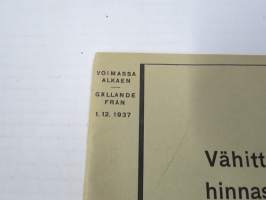 VOIMASSA
ALKAEN
GÄLLANDE
FRÅN
1.12.1937
Vähitt
hinnas